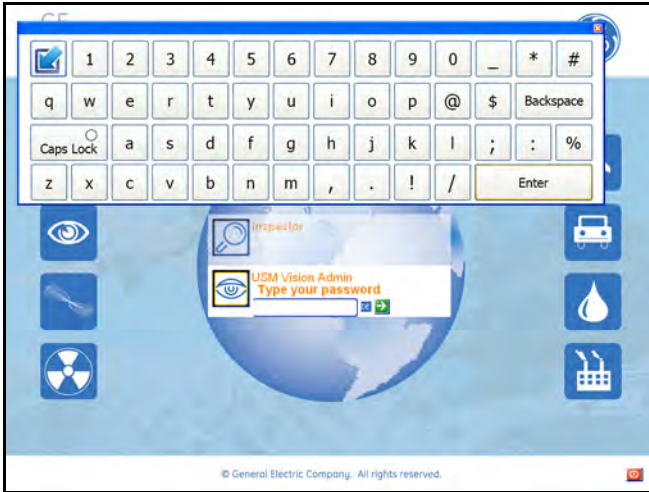 GE
1 2 3 4 5 6 7 8 9 0 _ * #
q w e r t y u i o p @ $ Backspace
Caps Lock a s d f g h j k l ; : %
z x c v b n m , . ! / Enter
Inspector
USM Vision Admin
Type your password
© General Electric Company. All rights reserved.